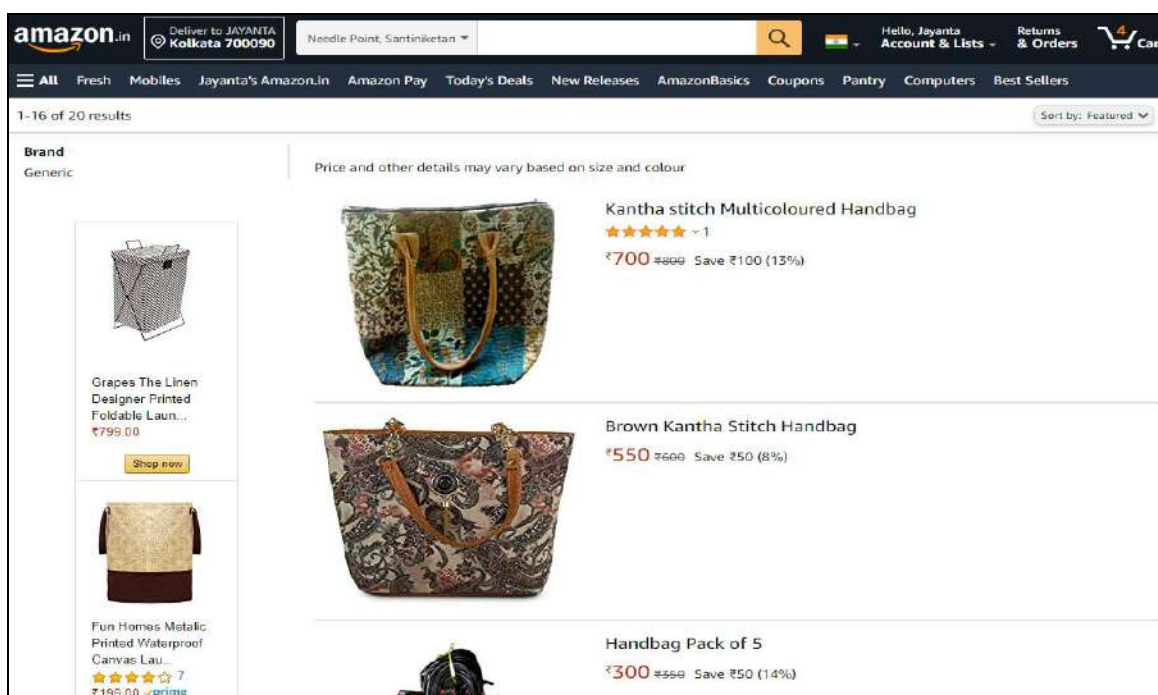 amazon.in
Deliver to JAYANTA
Kolkata 700090
Needle Point, Santiniketan
Hello, Jayanta
Account & Lists
Returns
& Orders
4
Car
All Fresh Mobiles Jayanta's Amazon.in Amazon Pay Today's Deals New Releases AmazonBasics Coupons Pantry Computers Best Sellers
1-16 of 20 results
Sort by: Featured
Brand
Generic
Price and other details may vary based on size and colour
Grapes The Linen
Designer Printed
Foldable Laun...
₹799.00
Shop now
Fun Homes Metalic
Printed Waterproof
Canvas Lau...
7
₹199.00 prime
Kantha stitch Multicoloured Handbag
1
₹700 ₹800 Save ₹100 (13%)
Brown Kantha Stitch Handbag
₹550 ₹600 Save ₹50 (8%)
Handbag Pack of 5
₹300 ₹350 Save ₹50 (14%)